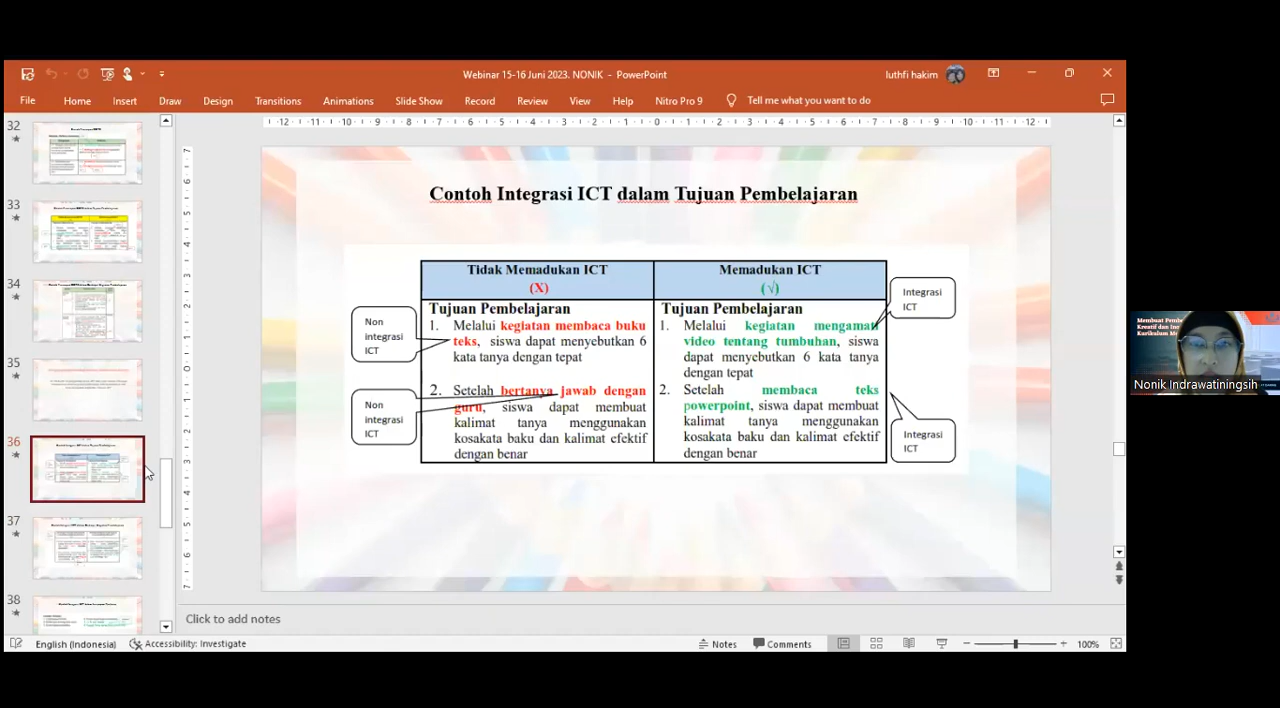 Webinar 15-16 Juni 2023. NONIK - PowerPoint
luthfi hakim
File Home Insert Draw Design Transitions Animations Slide Show Record Review View Help Nitro Pro 9 Tell me what you want to do
32
33
34
35
36
37
38
Contoh Integrasi ICT dalam Tujuan Pembelajaran
Tidak Memadukan ICT
(X)
Memadukan ICT
(√)
Tujuan Pembelajaran
1. Melalui kegiatan membaca buku
teks, siswa dapat menyebutkan 6
kata tanya dengan tepat
2. Setelah bertanya jawab dengan
guru, siswa dapat membuat
kalimat tanya menggunakan
kosakata baku dan kalimat efektif
dengan benar
Tujuan Pembelajaran
1. Melalui kegiatan mengamati
video tentang tumbuhan, siswa
dapat menyebutkan 6 kata tanya
dengan tepat
2. Setelah membaca teks
powerpoint, siswa dapat membuat
kalimat tanya menggunakan
kosakata baku dan kalimat efektif
dengan benar
Non
integrasi
ICT
Non
integrasi
ICT
Integrasi
ICT
Integrasi
ICT
Nonik Indrawatiningsih
Click to add notes
English (Indonesia) Accessibility: Investigate
Notes Comments 100%